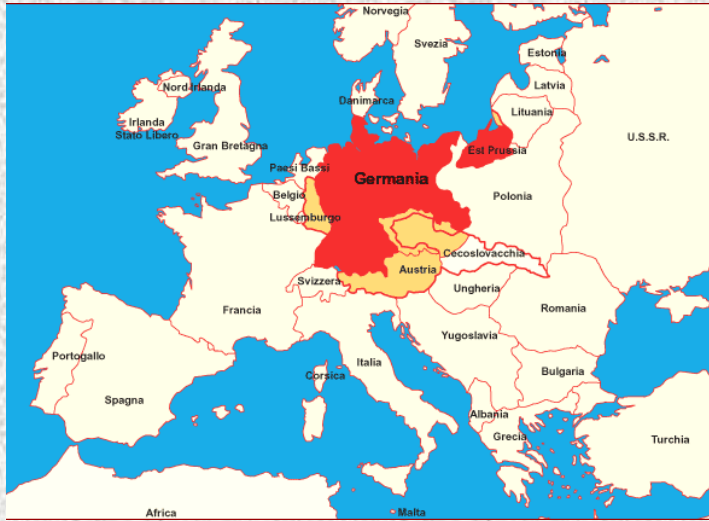 Norvegia
Svezia
Estonia
Latvia
Lituania
Nord Irlanda
Danimarca
Irlanda
Stato Libero
Gran Bretagna
U.S.S.R.
Est Prussia
Paesi Bassi
Germania
Belgio
Polonia
Lussemburgo
Cecoslovacchia
Austria
Svizzera
Ungheria
Francia
Romania
Yugoslavia
Portogallo
Italia
Bulgaria
Corsica
Spagna
Albania
Grecia
Turchia
Africa
Malta